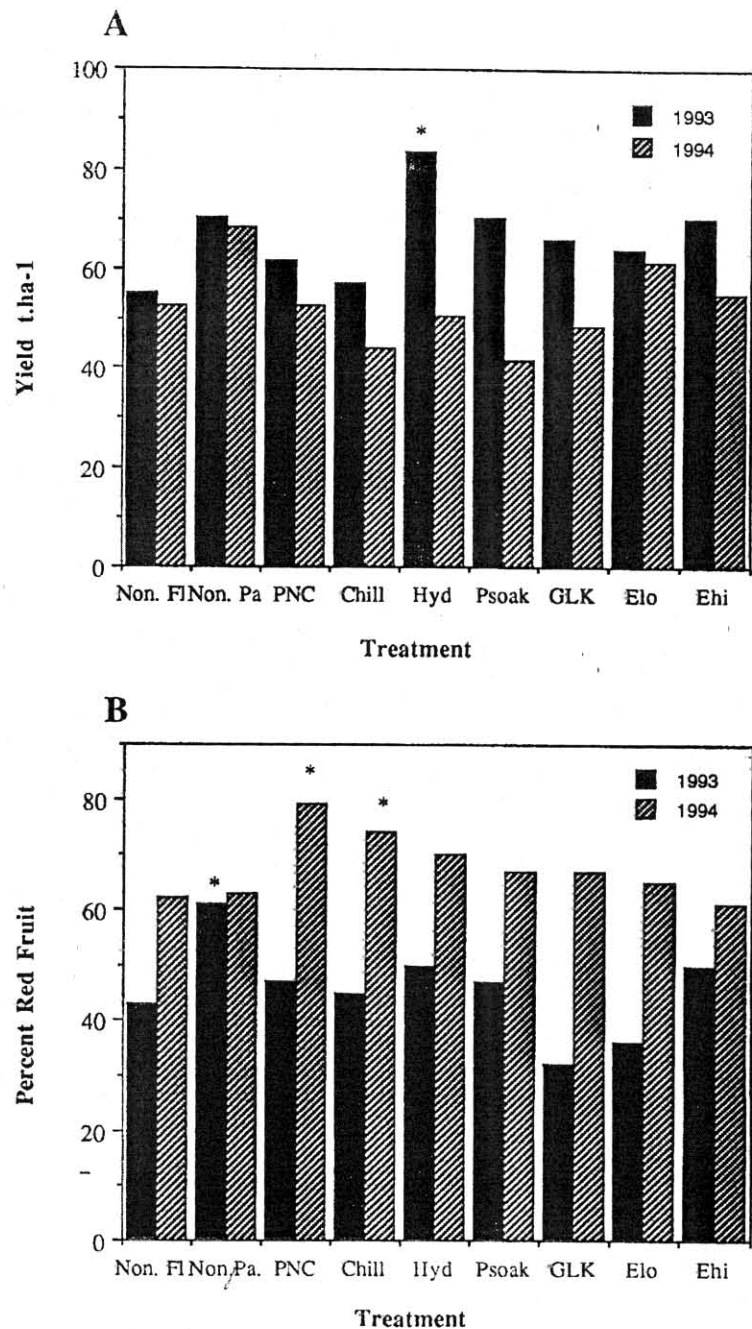 A
Yield t.ha-1
100
80
60
40
20
0
*
1993
1994
Non. Fl Non. Pa PNC Chill Hyd Psoak GLK Elo Ehi
Treatment
B
Percent Red Fruit
80
60
40
20
0
*
*
*
1993
1994
Non. Fl Non. Pa. PNC Chill Hyd Psoak GLK Elo Ehi
Treatment